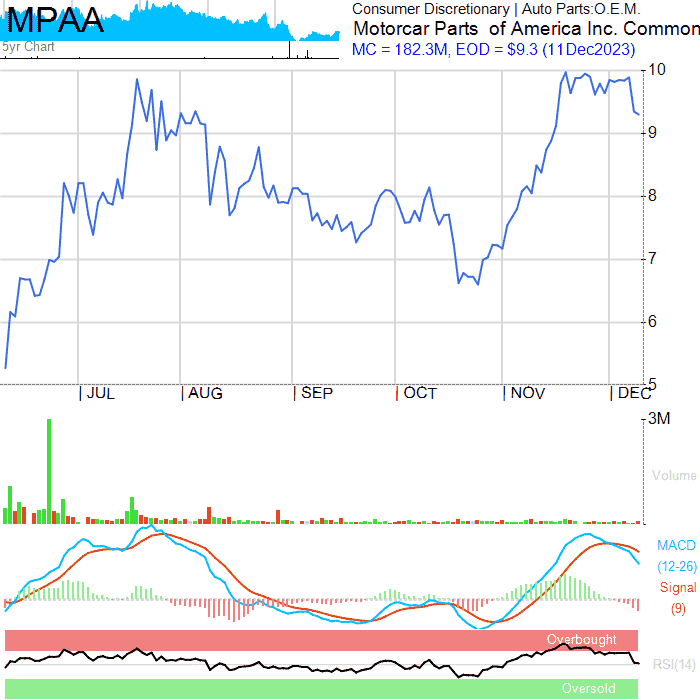 MPAA
5yr Chart
Consumer Discretionary | Auto Parts:O.E.M.
Motorcar Parts  of America Inc. Common
MC = 182.3M, EOD = $9.3 (11Dec2023)
10
9
8
7
6
5
| JUL | AUG | SEP | OCT | NOV | DEC
3M
Volume
MACD
(12-26)
Signal
(9)
Overbought
RSI(14)
Oversold